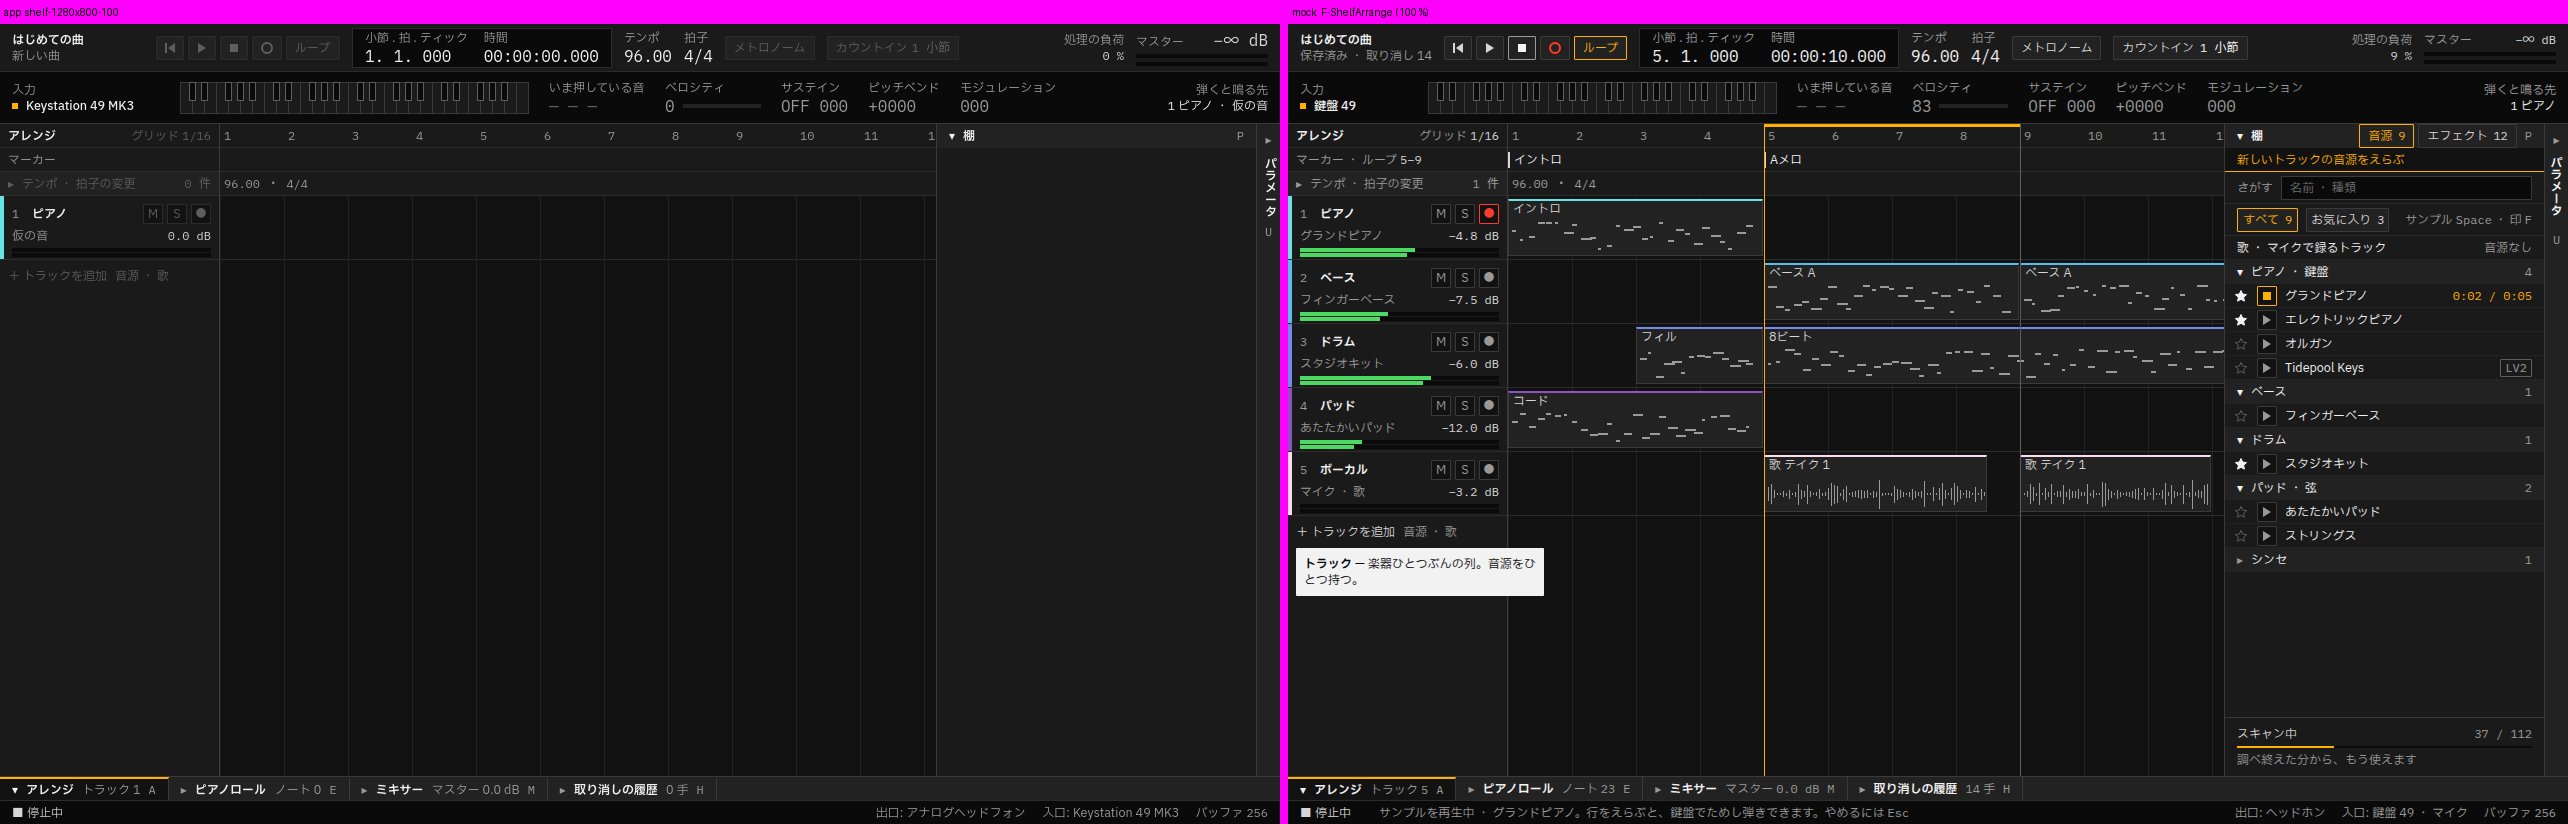 app shelf-1280x800-100
はじめての曲
新しい曲
ループ
小節 . 拍 . ティック 時間
1. 1. 000 00:00:00.000
テンポ 拍子
96.00 4/4
メトロノーム
カウントイン 1 小節
処理の負荷
0 %
マスター −∞ dB
入力
Keystation 49 MK3
いま押している音
— — —
ベロシティ
0
サステイン
OFF 000
ピッチベンド
+0000
モジュレーション
000
弾くと鳴る先
1 ピアノ ・ 仮の音
アレンジ グリッド 1/16
1 2 3 4 5 6 7 8 9 10 11 1
▾ 棚 P
マーカー
▸ テンポ ・ 拍子の変更 0 件
96.00 ・ 4/4
1 ピアノ M S
仮の音 0.0 dB
＋ トラックを追加 音源 ・ 歌
▸ パラメータ U
▾ アレンジ トラック 1 A
▸ ピアノロール ノート 0 E
▸ ミキサー マスター 0.0 dB M
▸ 取り消しの履歴 0 手 H
■ 停止中
出口: アナログヘッドフォン 入口: Keystation 49 MK3 バッファ 256
mock F-ShelfArrange (100 %)
はじめての曲
保存済み ・ 取り消し 14
ループ
小節 . 拍 . ティック 時間
5. 1. 000 00:00:10.000
テンポ 拍子
96.00 4/4
メトロノーム
カウントイン 1 小節
処理の負荷
9 %
マスター −∞ dB
入力
鍵盤 49
いま押している音
— — —
ベロシティ
83
サステイン
OFF 000
ピッチベンド
+0000
モジュレーション
000
弾くと鳴る先
1 ピアノ
アレンジ グリッド 1/16
1 2 3 4 5 6 7 8 9 10 11 1
マーカー ・ ループ 5–9
イントロ
Aメロ
▸ テンポ ・ 拍子の変更 1 件
96.00 ・ 4/4
1 ピアノ M S
グランドピアノ −4.8 dB
イントロ
2 ベース M S
フィンガーベース −7.5 dB
ベース A
ベース A
3 ドラム M S
スタジオキット −6.0 dB
フィル
8ビート
4 パッド M S
あたたかいパッド −12.0 dB
コード
5 ボーカル M S
マイク ・ 歌 −3.2 dB
歌 テイク 1
歌 テイク 1
＋ トラックを追加 音源 ・ 歌
トラック — 楽器ひとつぶんの列。音源をひ
とつ持つ。
▾ 棚 音源 9 エフェクト 12 P
新しいトラックの音源をえらぶ
さがす 名前 ・ 種類
すべて 9 お気に入り 3 サンプル Space ・ 印 F
歌 ・ マイクで録るトラック 音源なし
▾ ピアノ ・ 鍵盤 4
★ グランドピアノ 0:02 / 0:05
★ エレクトリックピアノ
☆ オルガン
☆ Tidepool Keys LV2
▾ ベース 1
☆ フィンガーベース
▾ ドラム 1
★ スタジオキット
▾ パッド ・ 弦 2
☆ あたたかいパッド
☆ ストリングス
▸ シンセ 1
スキャン中 37 / 112
調べ終えた分から、もう使えます
▸ パラメータ U
▾ アレンジ トラック 5 A
▸ ピアノロール ノート 23 E
▸ ミキサー マスター 0.0 dB M
▸ 取り消しの履歴 14 手 H
■ 停止中
サンプルを再生中 ・ グランドピアノ。行をえらぶと、鍵盤でためし弾きできます。やめるには Esc
出口: ヘッドホン 入口: 鍵盤 49 ・ マイク バッファ 256